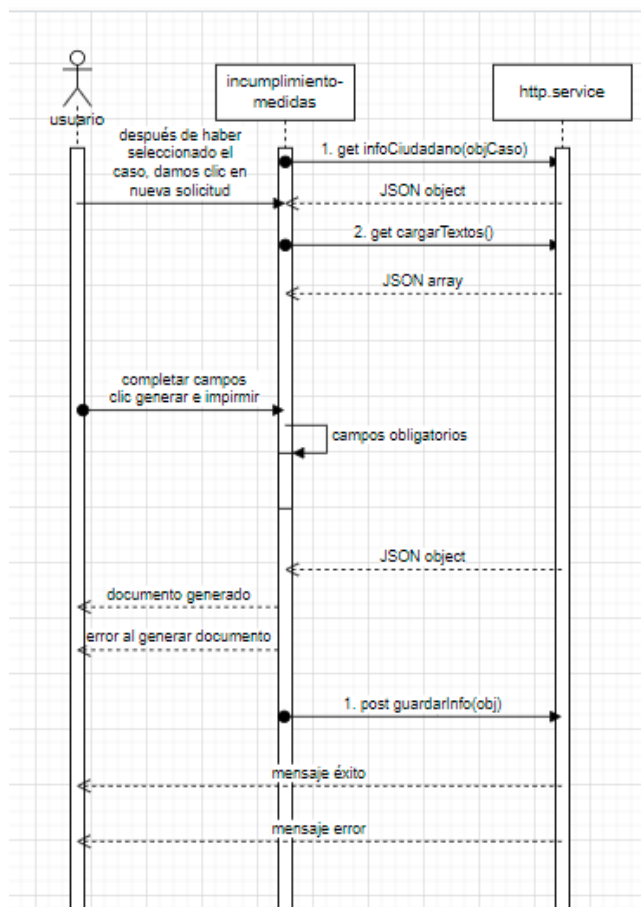 usuario
incumplimiento-
medidas
http.service
después de haber
seleccionado el
caso, damos clic en
nueva solicitud
1. get infoCiudadano(objCaso)
JSON object
2. get cargarTextos()
JSON array
completar campos
clic generar e impirmir
campos obligatorios
JSON object
documento generado
error al generar documento
1. post guardarInfo(obj)
mensaje éxito
mensaje error